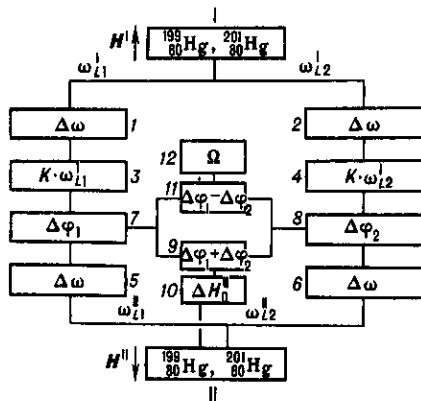 I
H^I ↑ ¹⁹⁹₈₀Hg, ²⁰¹₈₀Hg
ω^I_L1 ω^I_L2
Δω 1 2 Δω
12 Ω
K·ω^I_L1 3 4 K·ω^I_L2
11 Δφ₁−Δφ₂
Δφ₁ 7 8 Δφ₂
9 Δφ₁+Δφ₂
Δω 5 6 Δω
10 ΔH^II_0
ω^II_L1 ω^II_L2
H^II ↓ ¹⁹⁹₈₀Hg, ²⁰¹₈₀Hg
II